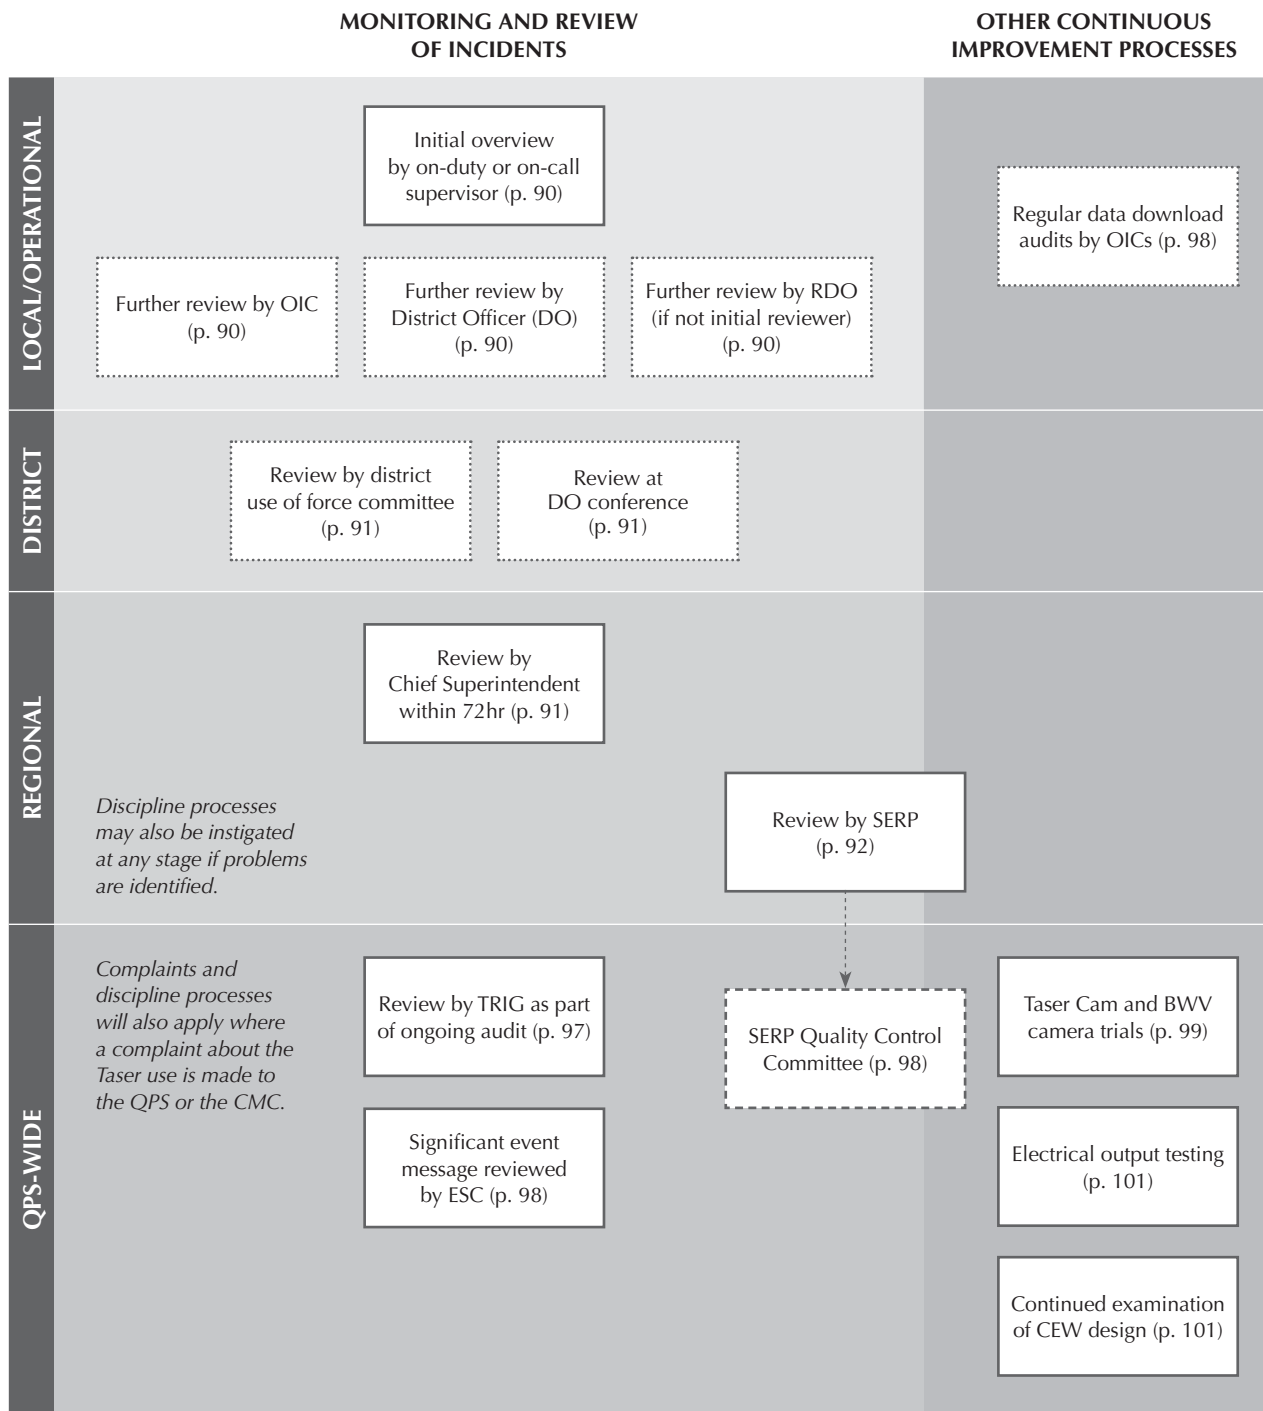 MONITORING AND REVIEW
OF INCIDENTS
OTHER CONTINUOUS
IMPROVEMENT PROCESSES
LOCAL/OPERATIONAL
Initial overview
by on-duty or on-call
supervisor (p. 90)
Regular data download
audits by OICs (p. 98)
Further review by OIC
(p. 90)
Further review by
District Officer (DO)
(p. 90)
Further review by RDO
(if not initial reviewer)
(p. 90)
DISTRICT
Review by district
use of force committee
(p. 91)
Review at
DO conference
(p. 91)
REGIONAL
Review by
Chief Superintendent
within 72hr (p. 91)
Discipline processes
may also be instigated
at any stage if problems
are identified.
Review by SERP
(p. 92)
QPS-WIDE
Complaints and
discipline processes
will also apply where
a complaint about the
Taser use is made to
the QPS or the CMC.
Review by TRIG as part
of ongoing audit (p. 97)
SERP Quality Control
Committee (p. 98)
Taser Cam and BWV
camera trials (p. 99)
Significant event
message reviewed
by ESC (p. 98)
Electrical output testing
(p. 101)
Continued examination
of CEW design (p. 101)